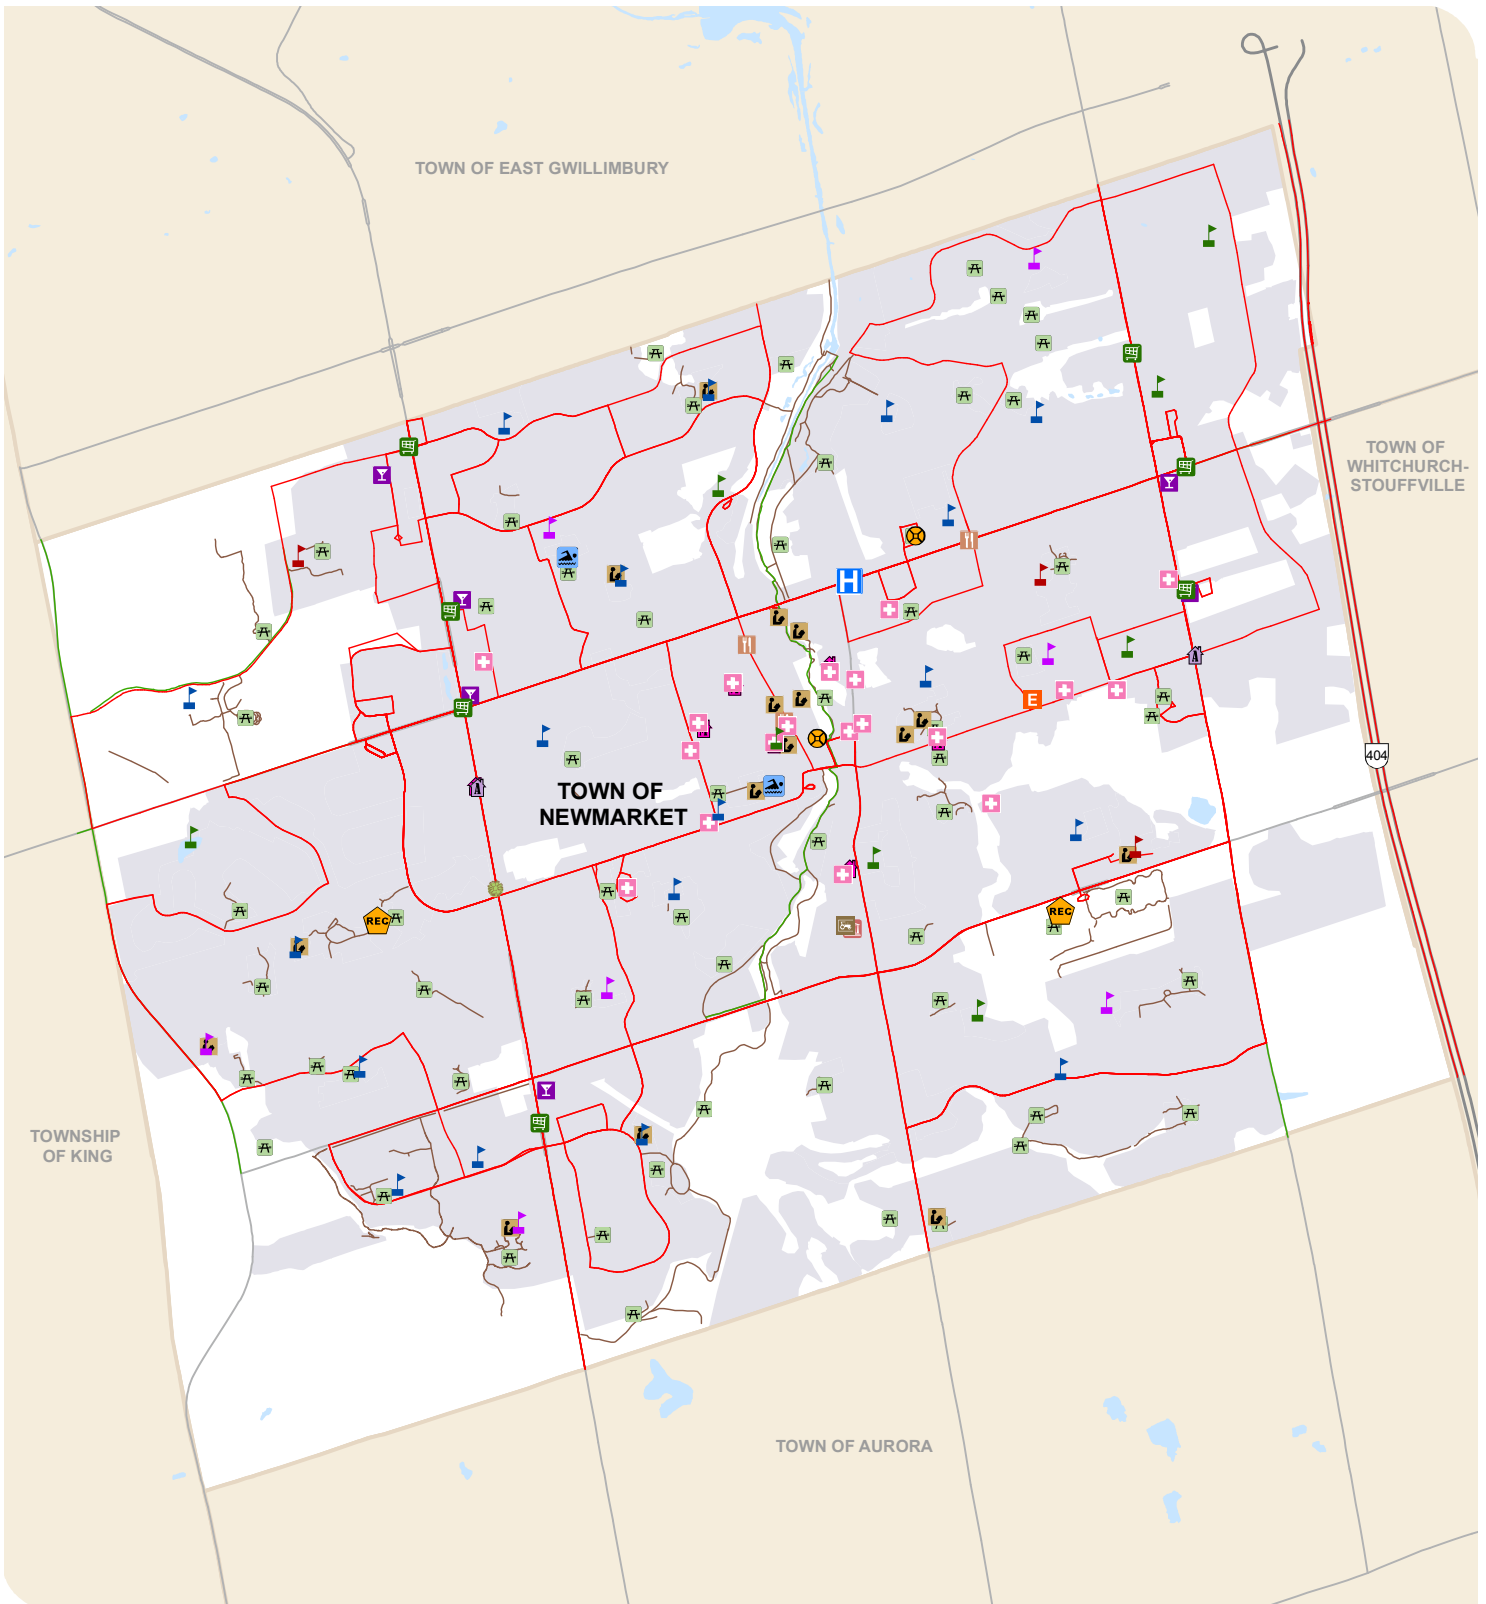 TOWN OF EAST GWILLIMBURY
TOWN OF
WHITCHURCH-
STOUFFVILLE
H
E
A
404
A
TOWN OF
NEWMARKET
REC
REC
TOWNSHIP
OF KING
TOWN OF AURORA